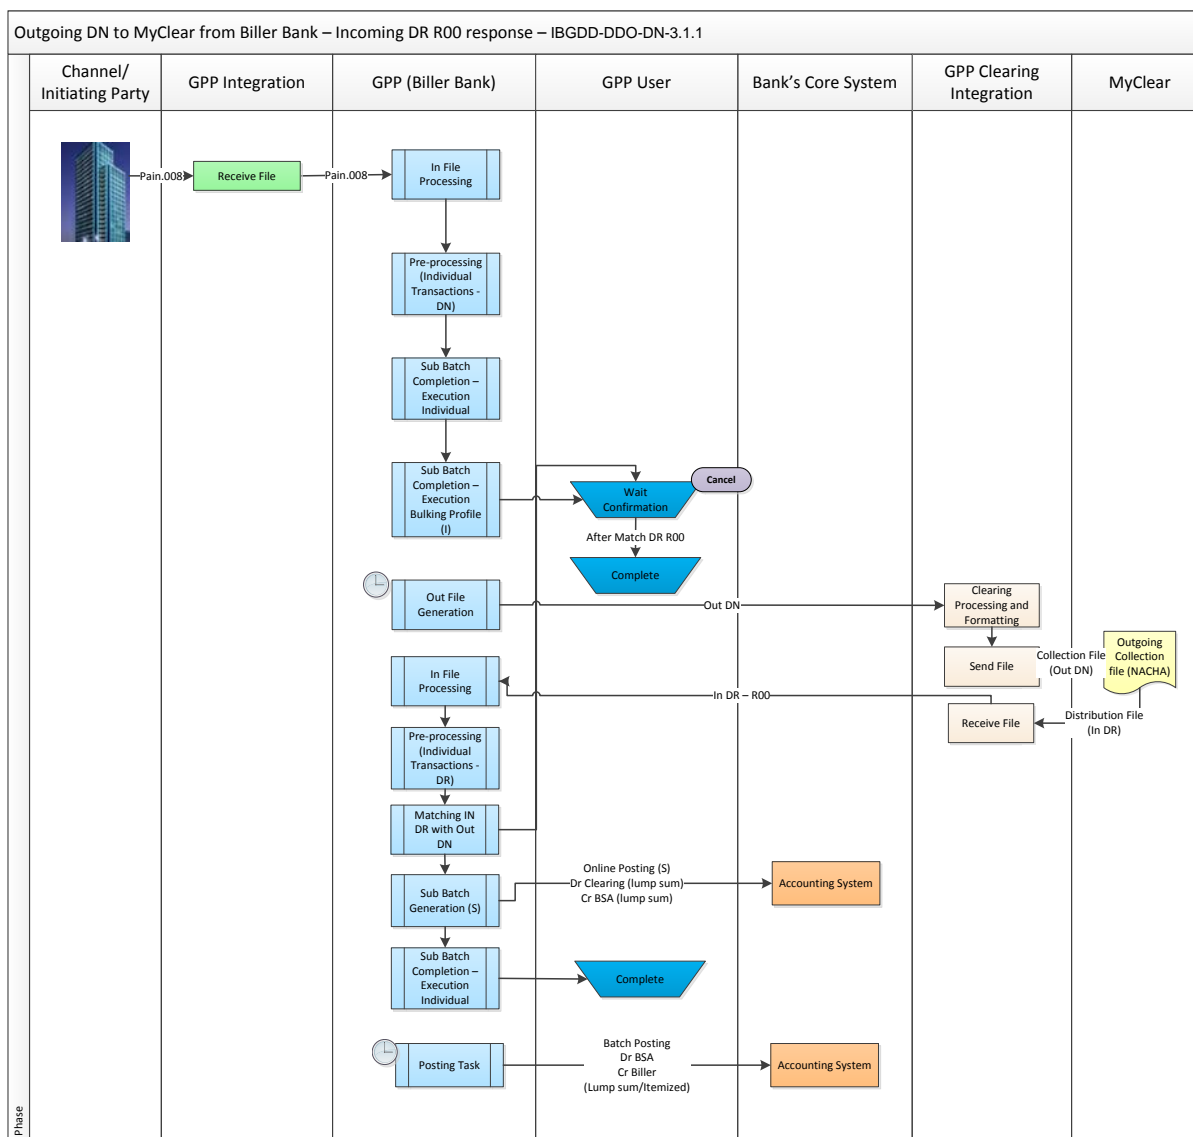 Outgoing DN to MyClear from Biller Bank – Incoming DR R00 response – IBGDD-DDO-DN-3.1.1
Channel/
Initiating Party
GPP Integration
GPP (Biller Bank)
GPP User
Bank's Core System
GPP Clearing
Integration
MyClear
Pain.008
Receive File
Pain.008
In File
Processing
Pre-processing
(Individual
Transactions -
DN)
Sub Batch
Completion –
Execution
Individual
Sub Batch
Completion –
Execution
Bulking Profile
(I)
Wait
Confirmation
Cancel
After Match DR R00
Complete
Out File
Generation
Out DN
Clearing
Processing and
Formatting
Send File
Collection File
(Out DN)
Outgoing
Collection
file (NACHA)
In File
Processing
In DR – R00
Receive File
Distribution File
(In DR)
Pre-processing
(Individual
Transactions -
DR)
Matching IN
DR with Out
DN
Sub Batch
Generation (S)
Online Posting (S)
Dr Clearing (lump sum)
Cr BSA (lump sum)
Accounting System
Sub Batch
Completion –
Execution
Individual
Complete
Posting Task
Batch Posting
Dr BSA
Cr Biller
(Lump sum/Itemized)
Accounting System
Phase